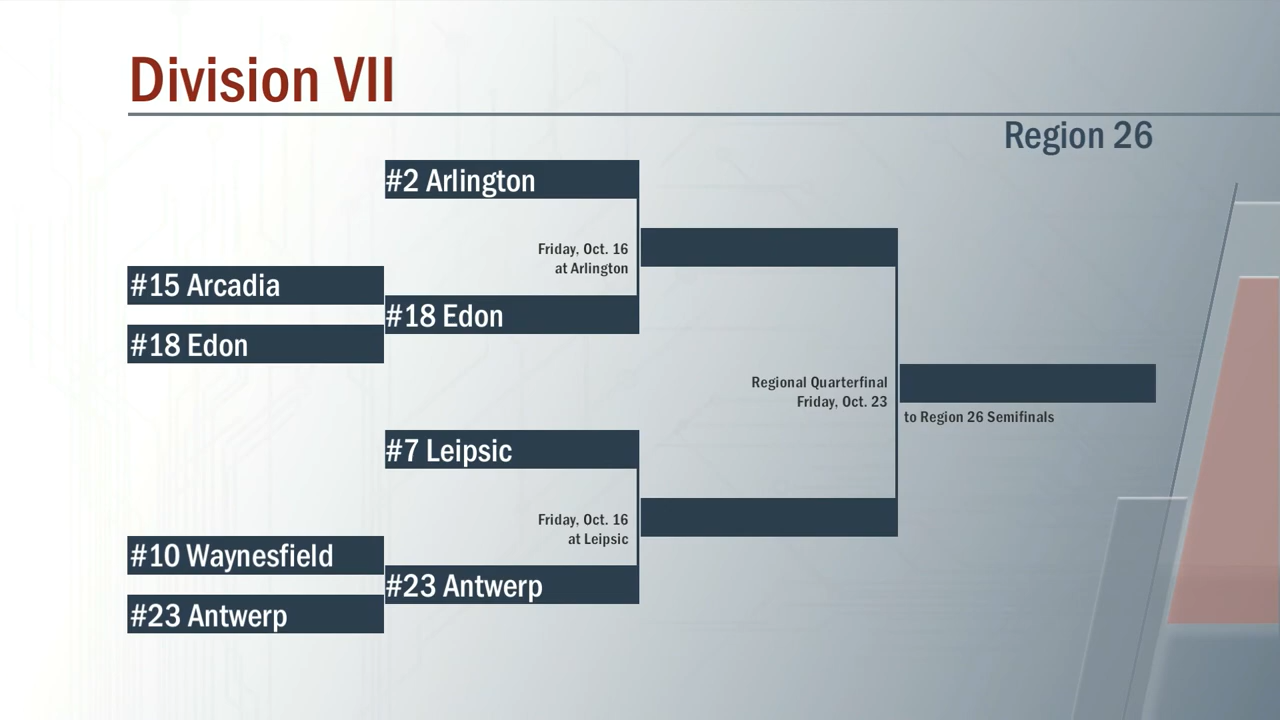 Division VII
Region 26
#2 Arlington
Friday, Oct. 16
at Arlington
#15 Arcadia
#18 Edon
#18 Edon
Regional Quarterfinal
Friday, Oct. 23
to Region 26 Semifinals
#7 Leipsic
Friday, Oct. 16
at Leipsic
#10 Waynesfield
#23 Antwerp
#23 Antwerp